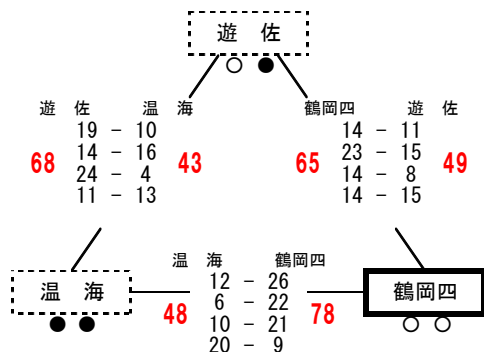 遊 佐
○ ●
遊 佐 温 海
19 - 10
14 - 16
24 - 4
11 - 13
68 43
鶴岡四 遊 佐
14 - 11
23 - 15
14 - 8
14 - 15
65 49
温 海
● ●
温 海 鶴岡四
12 - 26
6 - 22
10 - 21
20 - 9
48 78
鶴岡四
○ ○